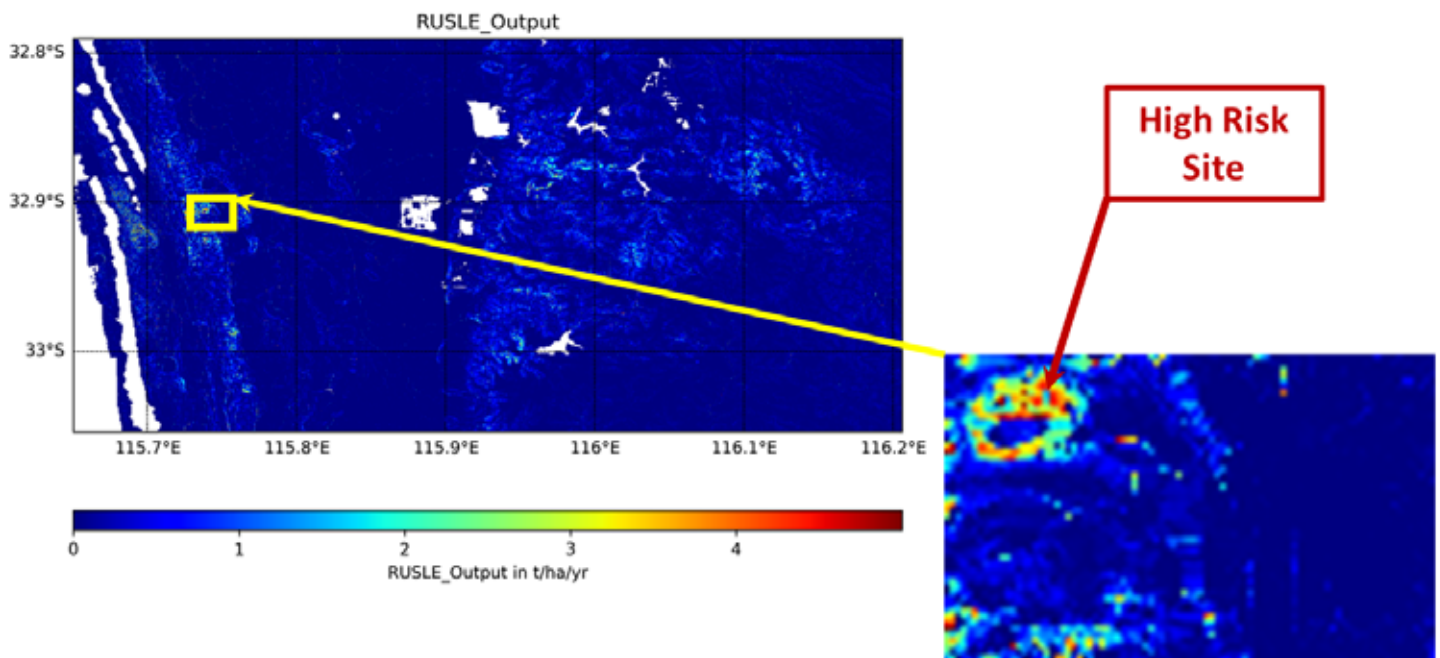 RUSLE_Output
32.8°S
32.9°S
33°S
115.7°E 115.8°E 115.9°E 116°E 116.1°E 116.2°E
0 1 2 3 4
RUSLE_Output in t/ha/yr
High Risk
Site